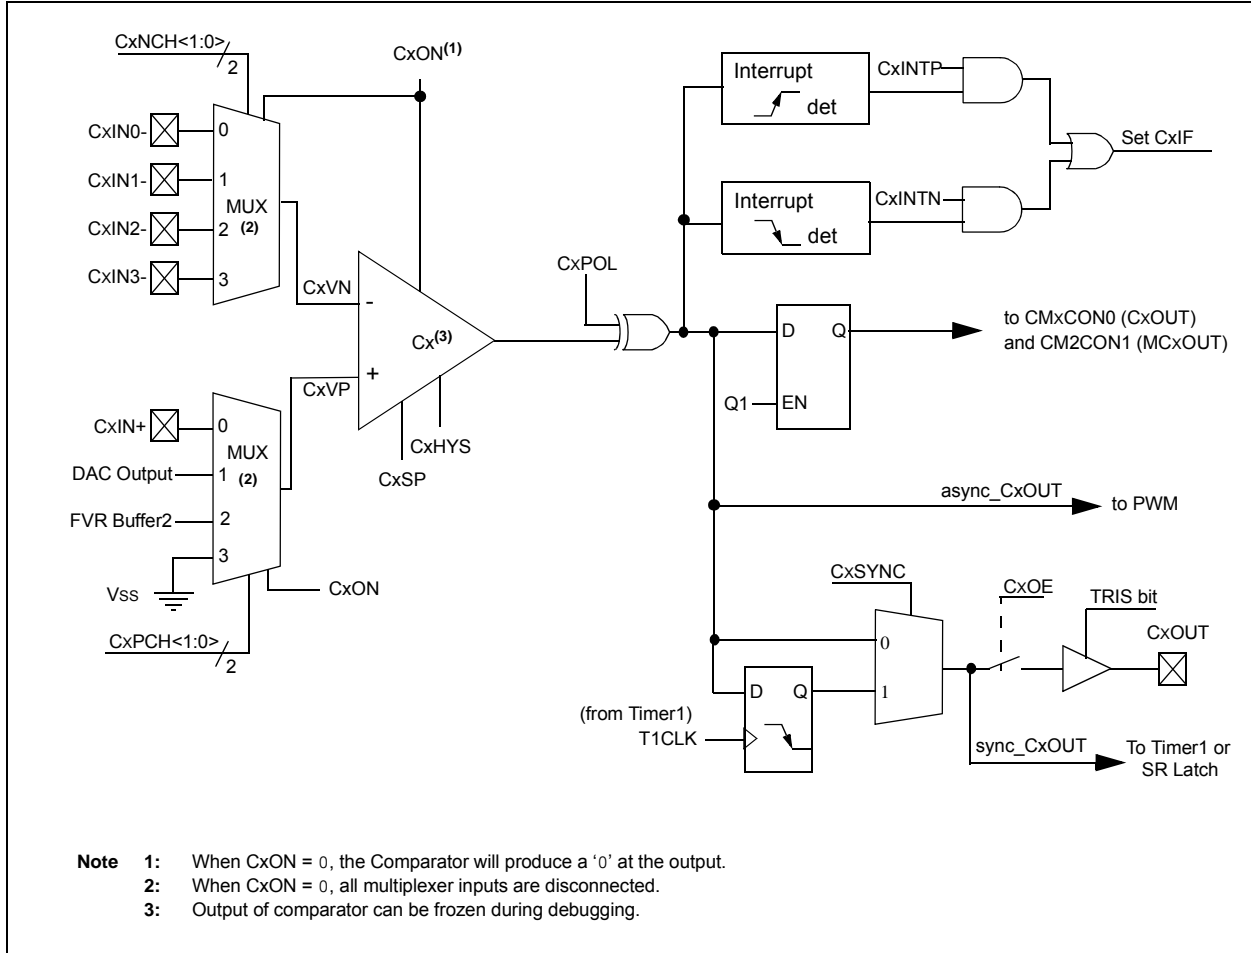 CxNCH<1:0>
2
CxON(1)
CxIN0-
CxIN1-
CxIN2-
CxIN3-
0
1
2
3
MUX
(2)
CxVN
-
Cx(3)
+
CxVP
CxHYS
CxSP
CxIN+
DAC Output
FVR Buffer2
Vss
0
1
2
3
MUX
(2)
CxON
CxPCH<1:0>
2
CxPOL
Interrupt
det
CxINTP
Interrupt
det
CxINTN
Set CxIF
D
Q
Q1
EN
to CMxCON0 (CxOUT)
and CM2CON1 (MCxOUT)
async_CxOUT
to PWM
CxSYNC
0
1
D
Q
(from Timer1)
T1CLK
CxOE
TRIS bit
CxOUT
sync_CxOUT
To Timer1 or
SR Latch
Note 1: When CxON = 0, the Comparator will produce a ‘0’ at the output.
2: When CxON = 0, all multiplexer inputs are disconnected.
3: Output of comparator can be frozen during debugging.